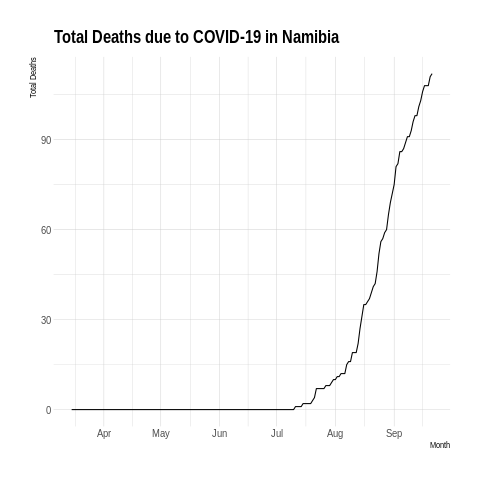 Total Deaths due to COVID-19 in Namibia
Total Deaths
90
60
30
0
Apr May Jun Jul Aug Sep
Month